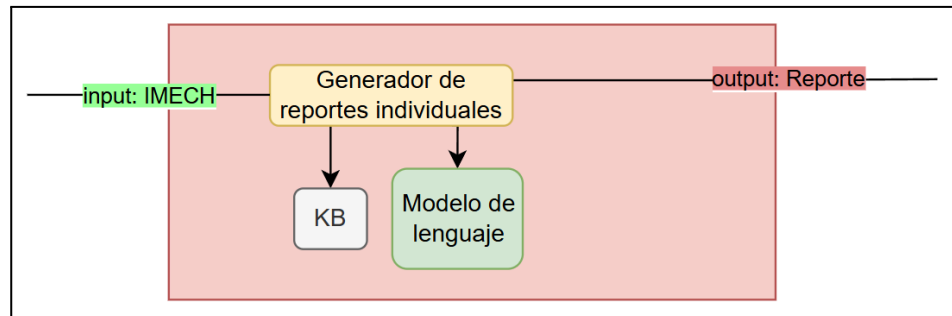 input: IMECH
Generador de
reportes individuales
output: Reporte
KB
Modelo de
lenguaje